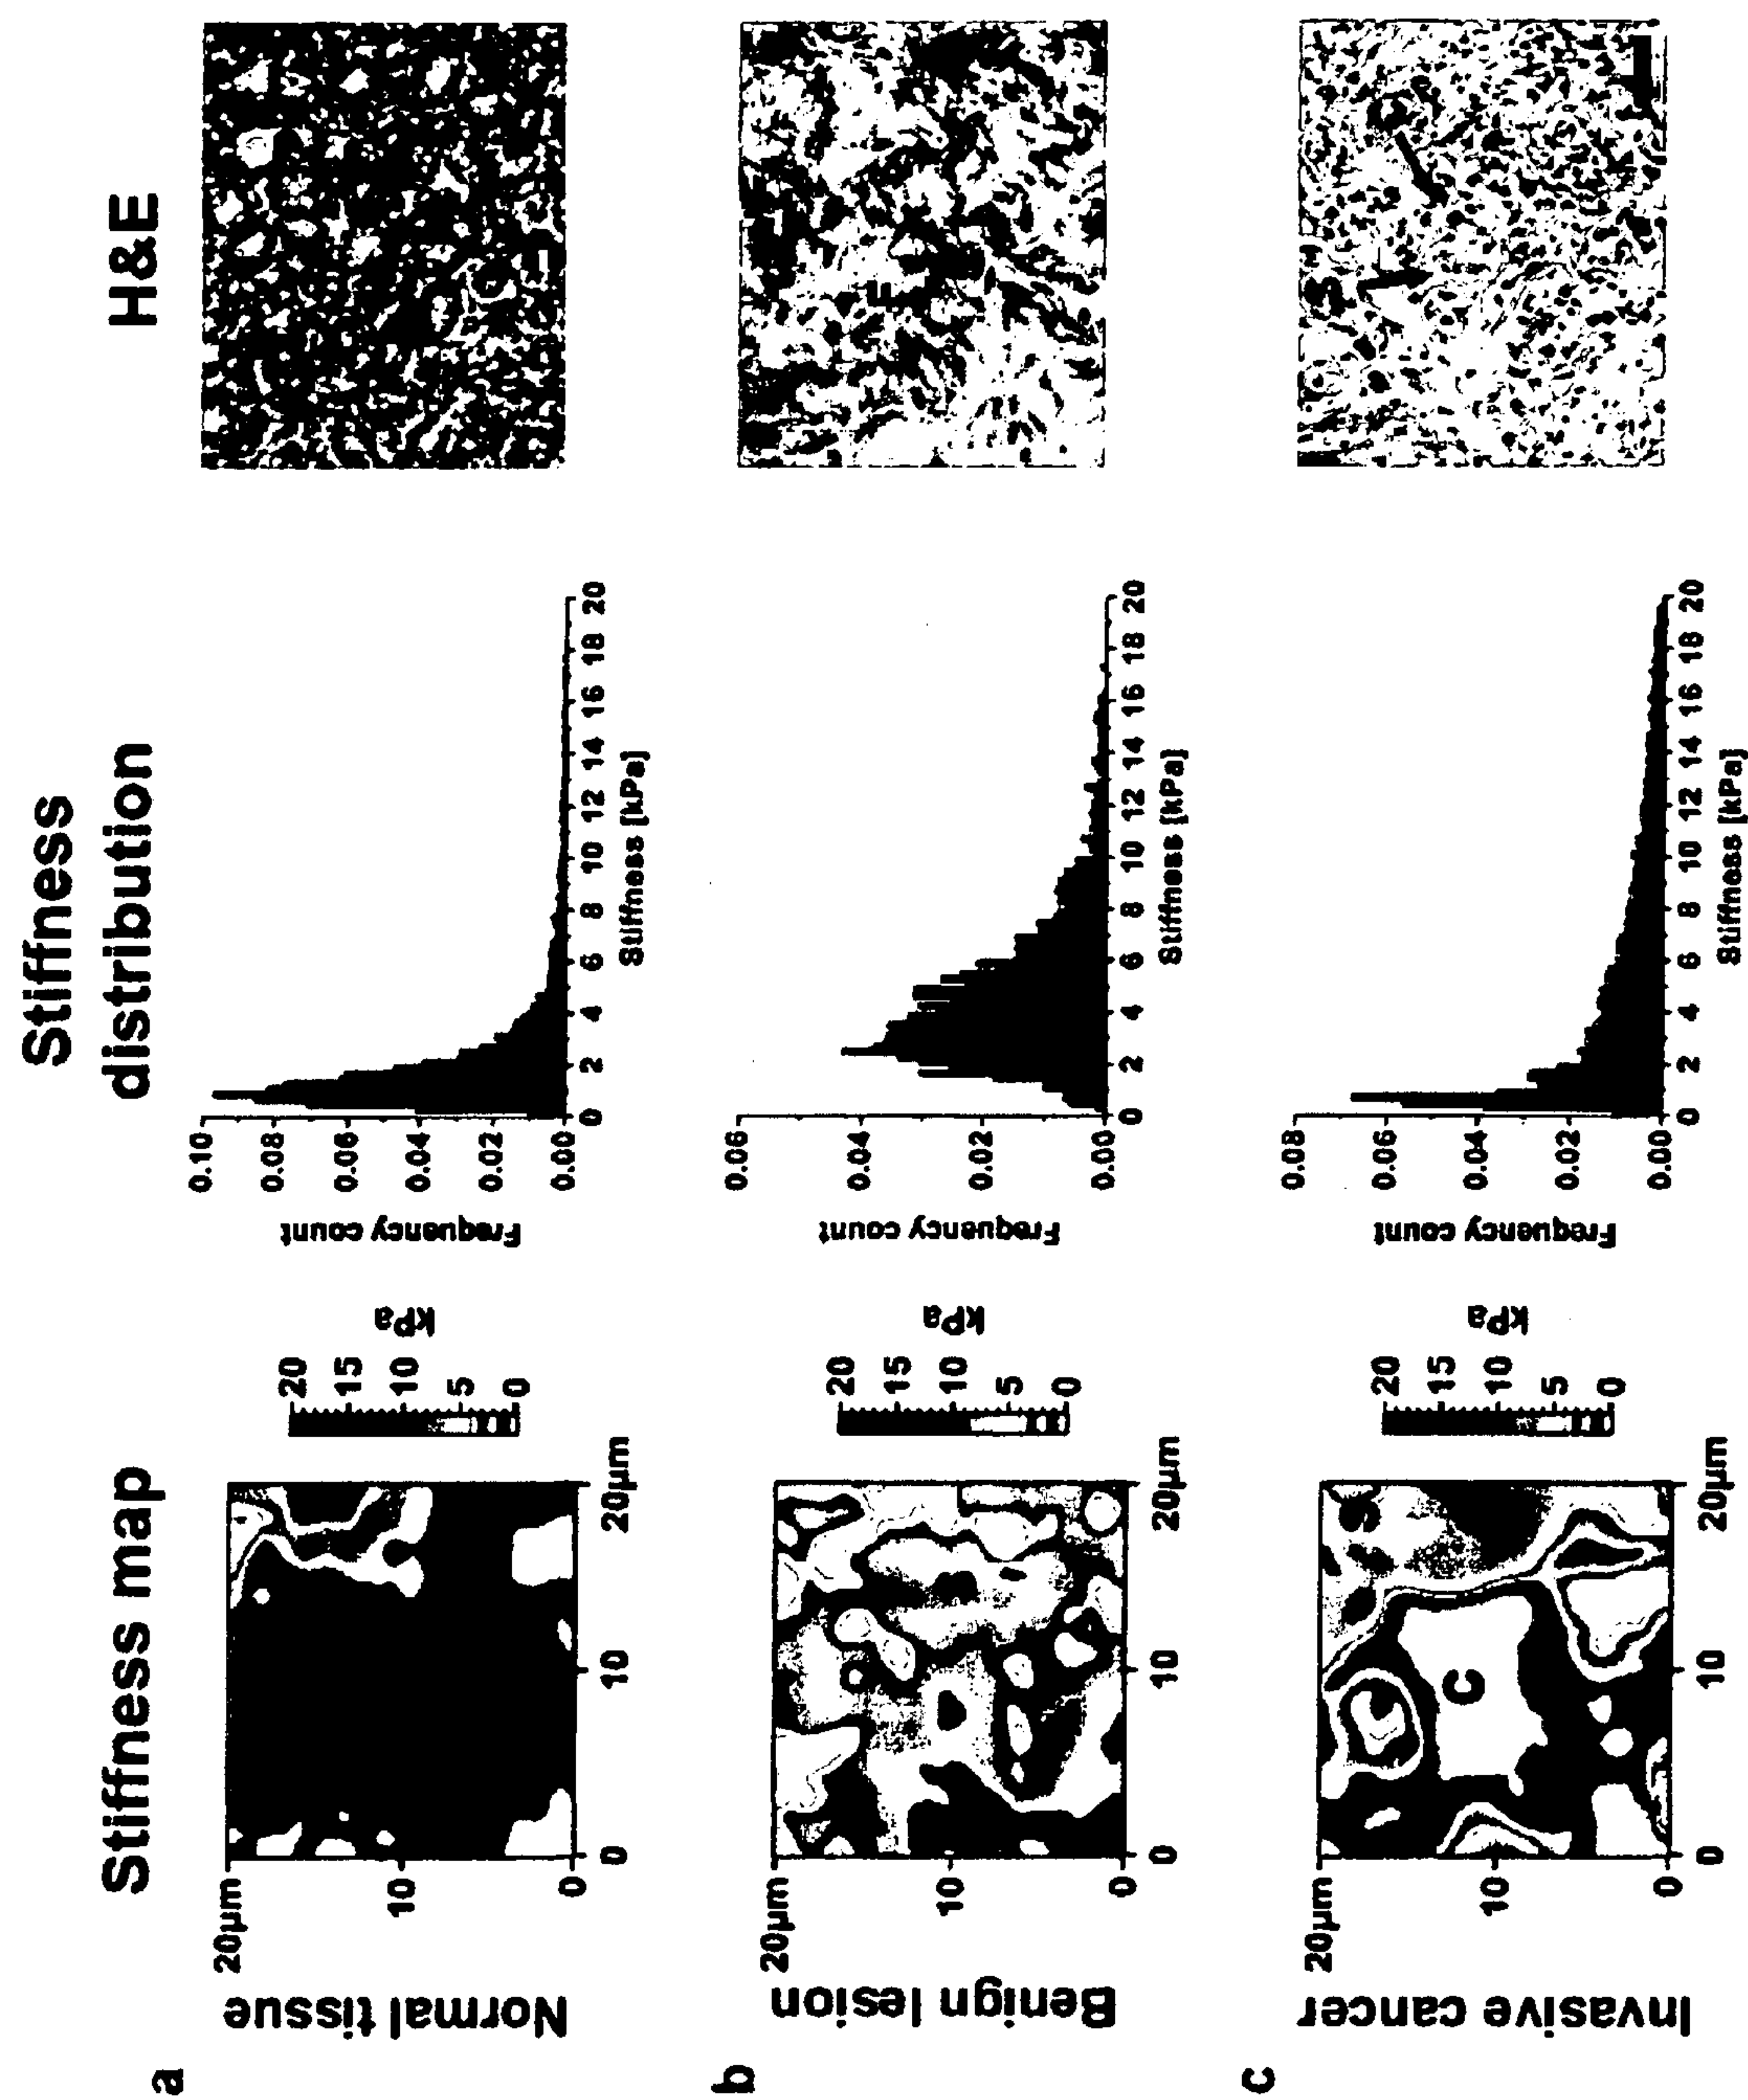 Stiffness map
Stiffness
distribution
H&E
a
Normal tissue
20µm
10
0
0
10
20µm
20
15
10
5
0
kPa
Frequency count
0.10
0.08
0.06
0.04
0.02
0.00
0 2 4 6 8 10 12 14 16 18 20
Stiffness [kPa]
b
Benign lesion
20µm
10
0
0
10
20µm
20
15
10
5
0
kPa
Frequency count
0.06
0.04
0.02
0.00
0 2 4 6 8 10 12 14 16 18 20
Stiffness [kPa]
F
c
Invasive cancer
20µm
10
0
0
10
20µm
S
C
20
15
10
5
0
kPa
Frequency count
0.08
0.06
0.04
0.02
0.00
0 2 4 6 8 10 12 14 16 18 20
Stiffness [kPa]
S